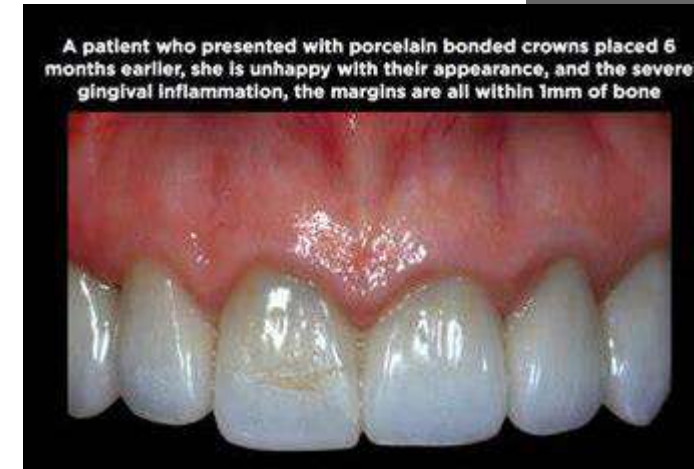 A patient who presented with porcelain bonded crowns placed 6
months earlier, she is unhappy with their appearance, and the severe
gingival inflammation, the margins are all within 1mm of bone